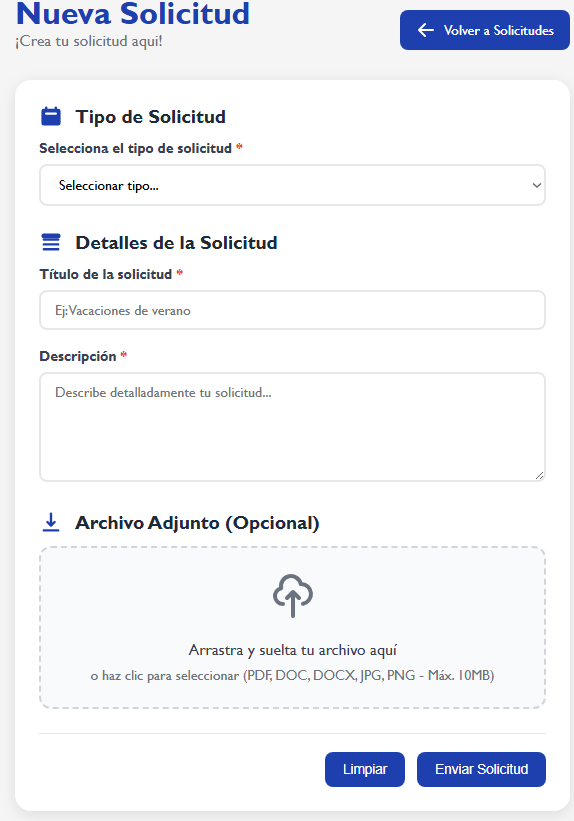 Nueva Solicitud
¡Crea tu solicitud aqui!
Volver a Solicitudes
Tipo de Solicitud
Selecciona el tipo de solicitud *
Seleccionar tipo...
Detalles de la Solicitud
Título de la solicitud *
Ej: Vacaciones de verano
Descripción *
Describe detalladamente tu solicitud...
Archivo Adjunto (Opcional)
Arrastra y suelta tu archivo aquí
o haz clic para seleccionar (PDF, DOC, DOCX, JPG, PNG - Máx. 10MB)
Limpiar Enviar Solicitud